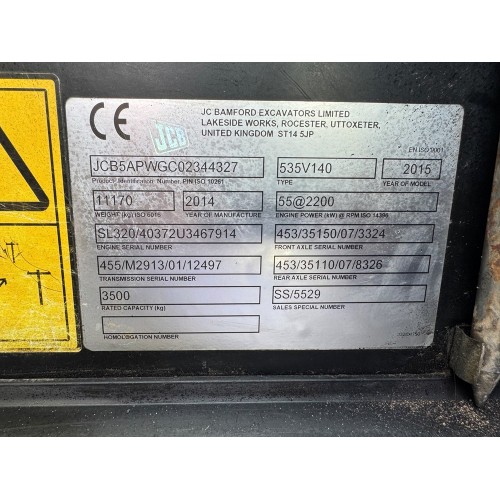 CE
JCB
JC BAMFORD EXCAVATORS LIMITED
LAKESIDE WORKS, ROCESTER, UTTOXETER,
UNITED KINGDOM ST14 5JP
JCB5APWGC02344327
Product Identification Number PIN ISO 10261
535V140 2015
TYPE YEAR OF MODEL
11170 2014
WEIGHT (kg) ISO 6016 YEAR OF MANUFACTURE
55@2200
ENGINE POWER (kW) @ RPM ISO 14396
SL320/40372U3467914
ENGINE SERIAL NUMBER
453/35150/07/3324
FRONT AXLE SERIAL NUMBER
455/M2913/01/12497
TRANSMISSION SERIAL NUMBER
453/35110/07/8326
REAR AXLE SERIAL NUMBER
3500
RATED CAPACITY (kg)
SS/5529
SALES SPECIAL NUMBER
HOMOLOGATION NUMBER